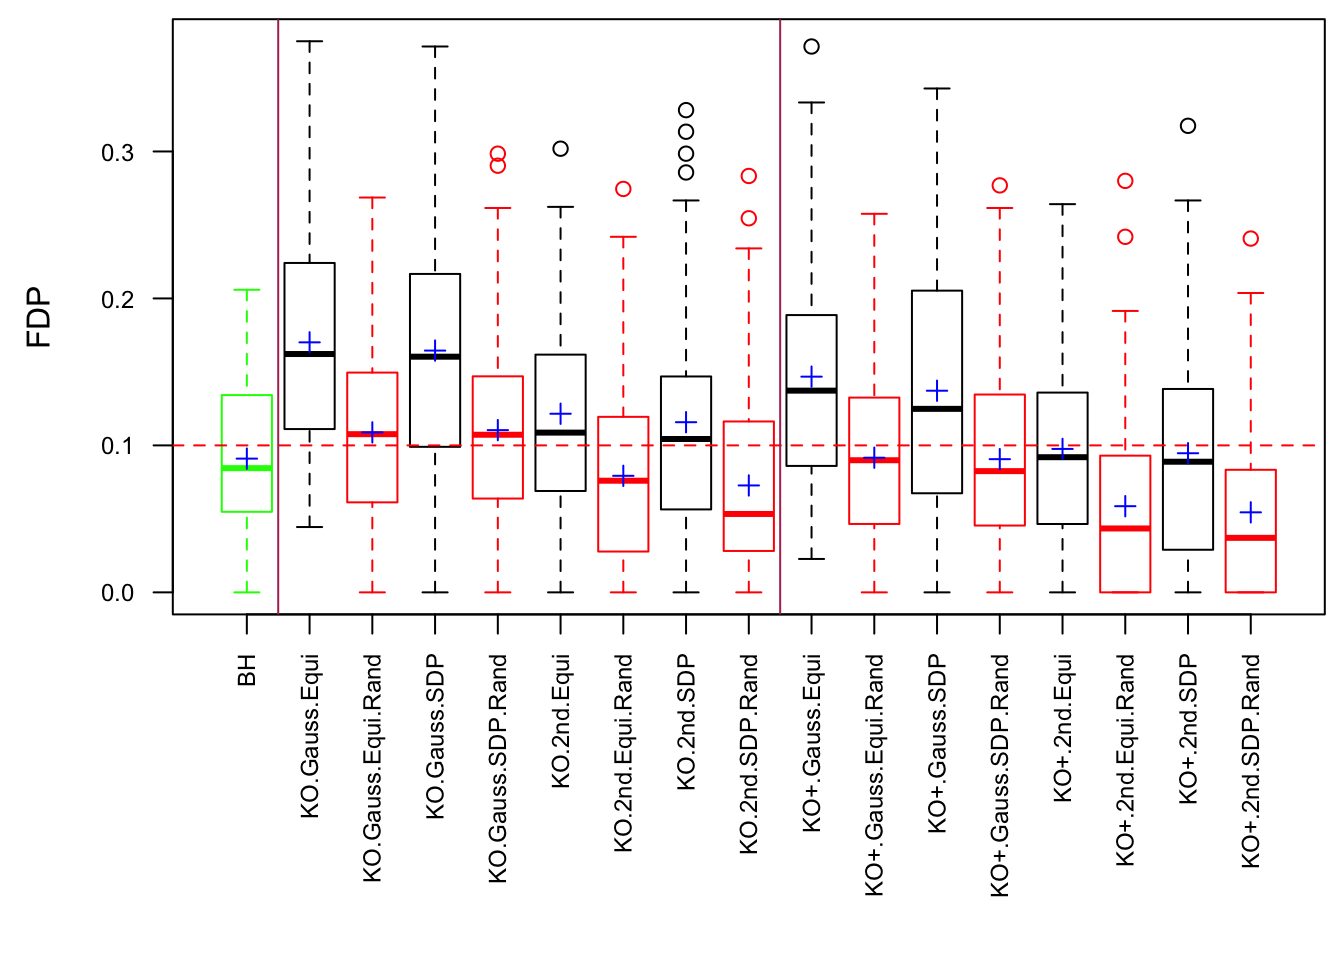 FDP
0.3
0.2
0.1
0.0
BH
KO.Gauss.Equi
KO.Gauss.Equi.Rand
KO.Gauss.SDP
KO.Gauss.SDP.Rand
KO.2nd.Equi
KO.2nd.Equi.Rand
KO.2nd.SDP
KO.2nd.SDP.Rand
KO+.Gauss.Equi
KO+.Gauss.Equi.Rand
KO+.Gauss.SDP
KO+.Gauss.SDP.Rand
KO+.2nd.Equi
KO+.2nd.Equi.Rand
KO+.2nd.SDP
KO+.2nd.SDP.Rand